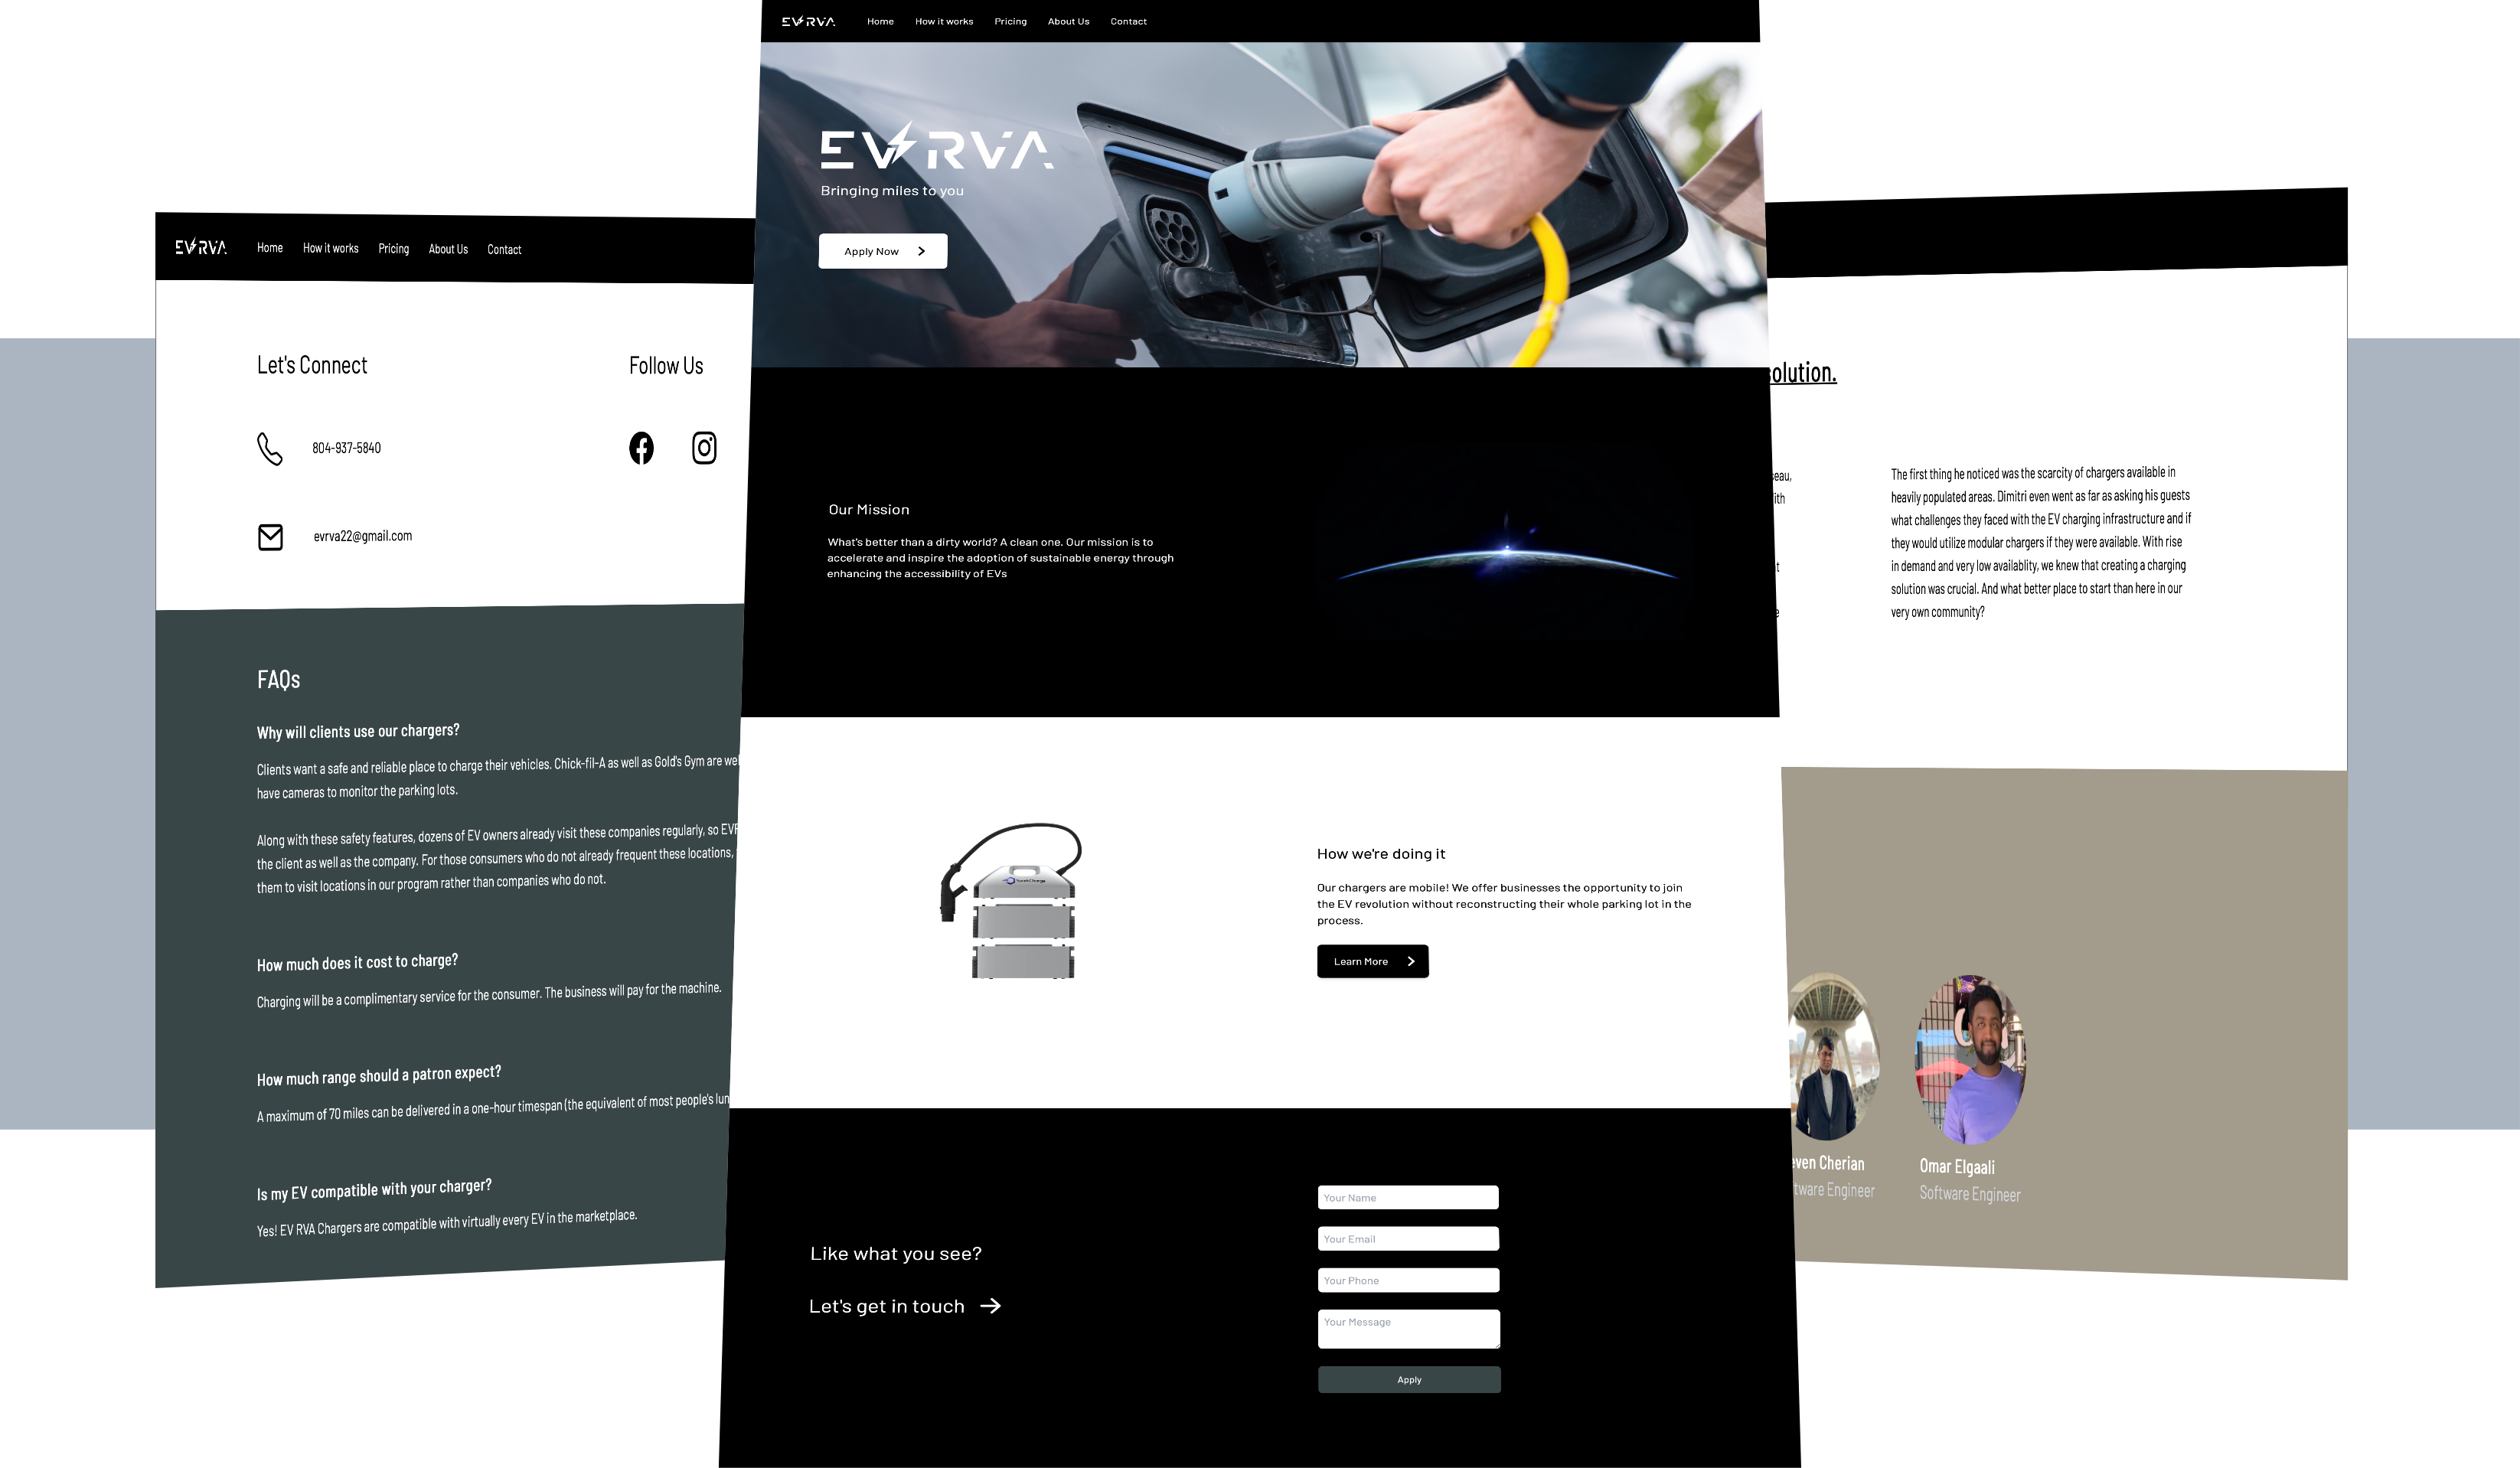 EVRVA
Home How it works Pricing About Us Contact
Let's Connect
Follow Us
804-937-5840
evrva22@gmail.com
FAQs
Why will clients use our chargers?
Clients want a safe and reliable place to charge their vehicles. Chick-fil-A as well as Gold's Gym are
have cameras to monitor the parking lots.
Along with these safety features, dozens of EV owners already visit these companies regularly, so
the client as well as the company. For those consumers who do not already frequent these locations,
them to visit locations in our program rather than companies who do not.
How much does it cost to charge?
Charging will be a complimentary service for the consumer. The business will pay for the machine.
How much range should a patron expect?
A maximum of 70 miles can be delivered in a one-hour timespan (the equivalent of most people's
Is my EV compatible with your charger?
Yes! EV RVA Chargers are compatible with virtually every EV in the marketplace.
EVRVA
Home How it works Pricing About Us Contact
EVRVA
Bringing miles to you
Apply Now
Our Mission
What's better than a dirty world? A clean one. Our mission is to
accelerate and inspire the adoption of sustainable energy through
enhancing the accessibility of EVs
How we're doing it
Our chargers are mobile! We offer businesses the opportunity to join
the EV revolution without reconstructing their whole parking lot in the
process.
Learn More
Like what you see?
Let's get in touch
Your Name
Your Email
Your Phone
Your Message
Apply
olution.
eau,
ith
t
e
The first thing he noticed was the scarcity of chargers available in
heavily populated areas. Dimitri even went as far as asking his guests
what challenges they faced with the EV charging infrastructure and if
they would utilize modular chargers if they were available. With rise
in demand and very low availablity, we knew that creating a charging
solution was crucial. And what better place to start than here in our
very own community?
even Cherian
tware Engineer
Omar Elgaali
Software Engineer